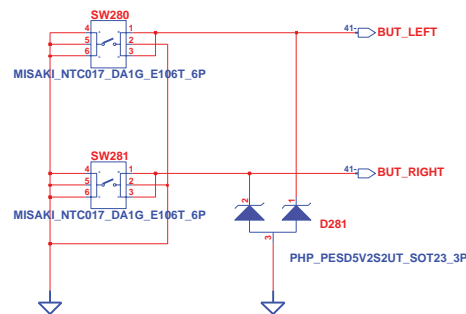 SW280
4 1
5 2
6 3
41- BUT_LEFT
MISAKI_NTC017_DA1G_E106T_6P
SW281
4 1
5 2
6 3
41- BUT_RIGHT
MISAKI_NTC017_DA1G_E106T_6P
2 1
D281
3
PHP_PESD5V2S2UT_SOT23_3P